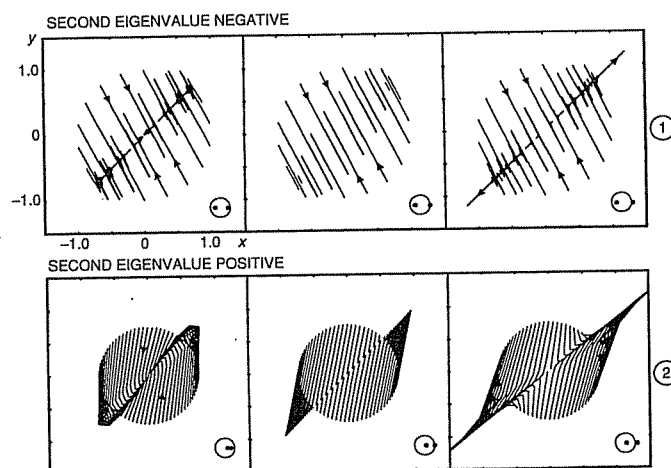 SECOND EIGENVALUE NEGATIVE
y
1.0
0
-1.0
-1.0 0 x 1.0
1
SECOND EIGENVALUE POSITIVE
2